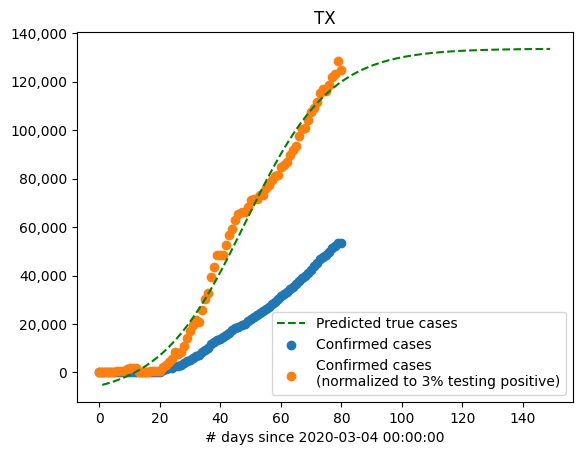 TX
140,000
120,000
100,000
80,000
60,000
40,000
20,000
0
Predicted true cases
Confirmed cases
Confirmed cases
(normalized to 3% testing positive)
0 20 40 60 80 100 120 140
# days since 2020-03-04 00:00:00